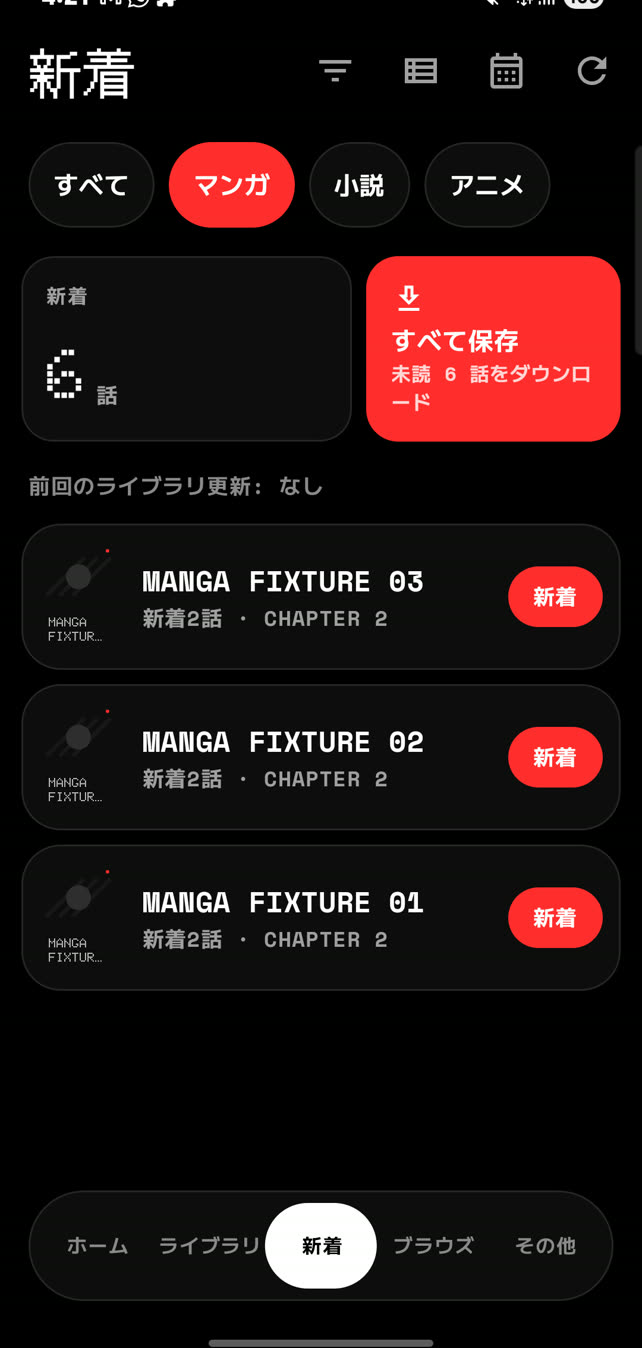 新着
すべて
マンガ
小説
アニメ
新着
6 話
すべて保存
未読 6 話をダウンロ
ード
前回のライブラリ更新: なし
MANGA
FIXTUR…
MANGA FIXTURE 03
新着2話 · CHAPTER 2
新着
MANGA
FIXTUR…
MANGA FIXTURE 02
新着2話 · CHAPTER 2
新着
MANGA
FIXTUR…
MANGA FIXTURE 01
新着2話 · CHAPTER 2
新着
ホーム
ライブラリ
新着
ブラウズ
その他